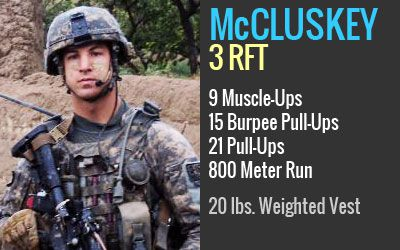 McCLUSKEY
3 RFT
9 Muscle-Ups
15 Burpee Pull-Ups
21 Pull-Ups
800 Meter Run
20 lbs. Weighted Vest